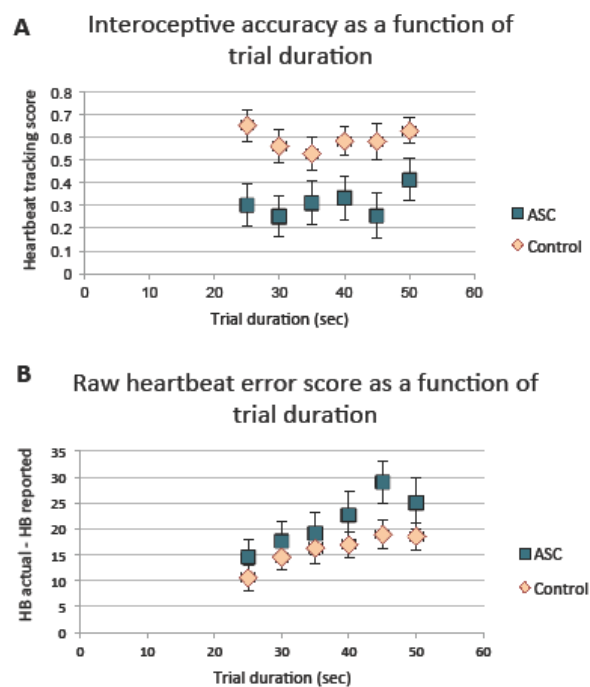 A
Interoceptive accuracy as a function of
trial duration
Heartbeat tracking score
0.8
0.7
0.6
0.5
0.4
0.3
0.2
0.1
0
0 10 20 30 40 50 60
Trial duration (sec)
ASC
Control
B
Raw heartbeat error score as a function of
trial duration
HB actual - HB reported
35
30
25
20
15
10
5
0
0 10 20 30 40 50 60
Trial duration (sec)
ASC
Control